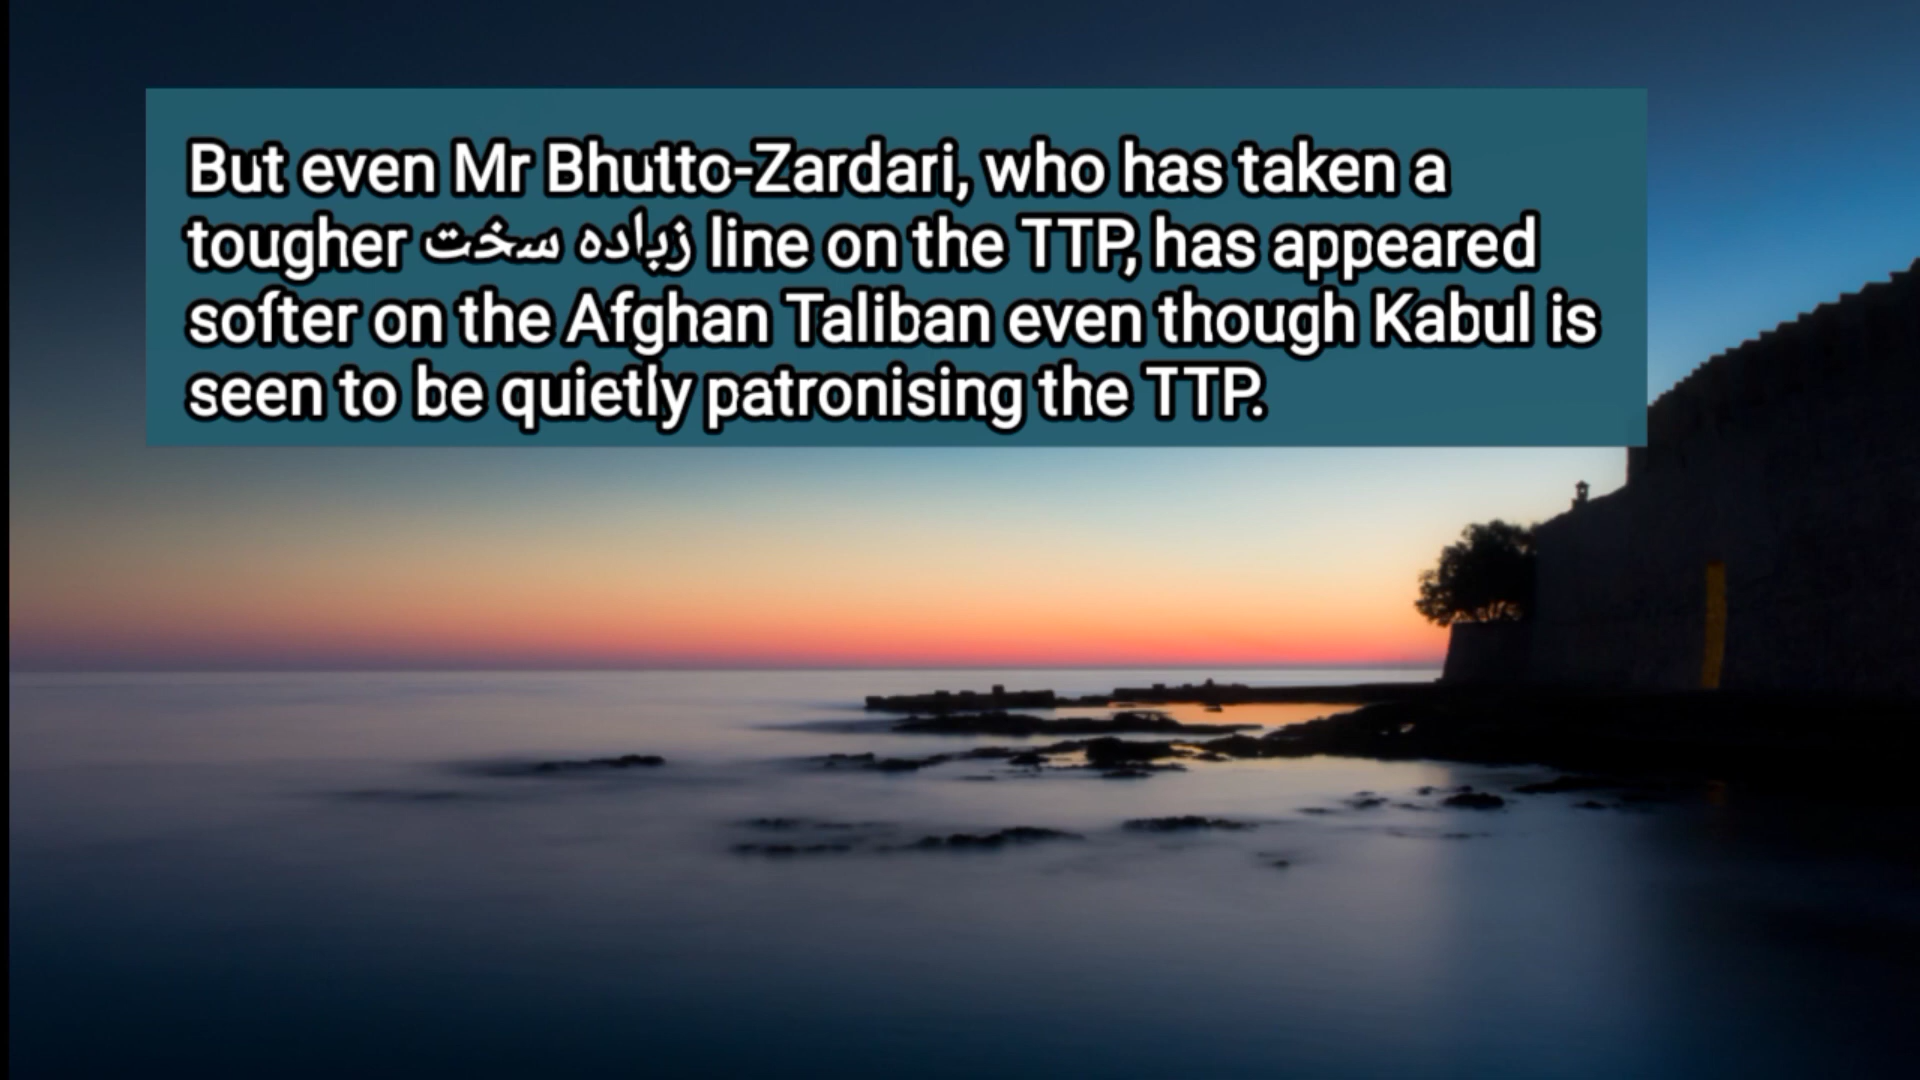 But even Mr Bhutto-Zardari, who has taken a
tougher زیادہ سخت line on the TTP, has appeared
softer on the Afghan Taliban even though Kabul is
seen to be quietly patronising the TTP.